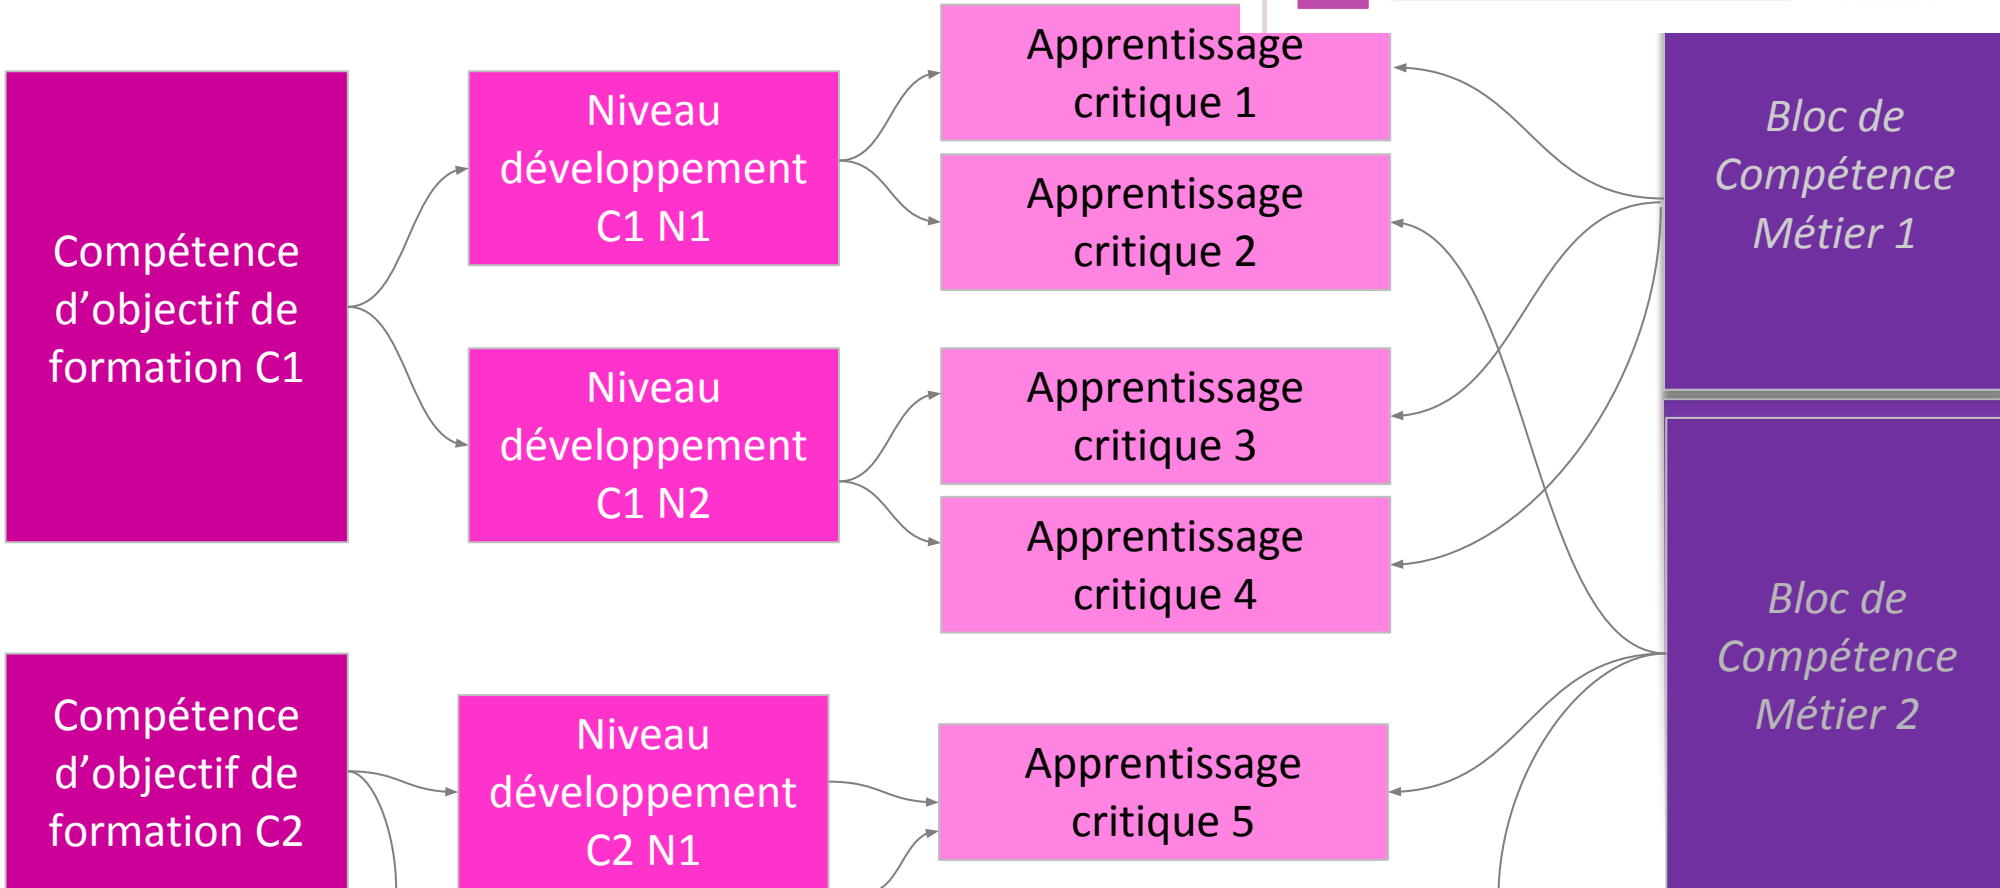 Compétence
d’objectif de
formation C1
Niveau
développement
C1 N1
Niveau
développement
C1 N2
Apprentissage
critique 1
Apprentissage
critique 2
Apprentissage
critique 3
Apprentissage
critique 4
Bloc de
Compétence
Métier 1
Compétence
d’objectif de
formation C2
Niveau
développement
C2 N1
Apprentissage
critique 5
Bloc de
Compétence
Métier 2